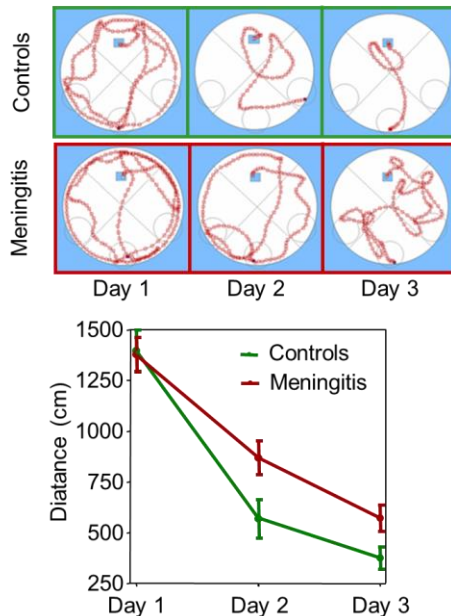 Controls
Meningitis
Day 1 Day 2 Day 3
1500
1250
1000
750
500
250
Diatance (cm)
Controls
Meningitis
Day 1 Day 2 Day 3